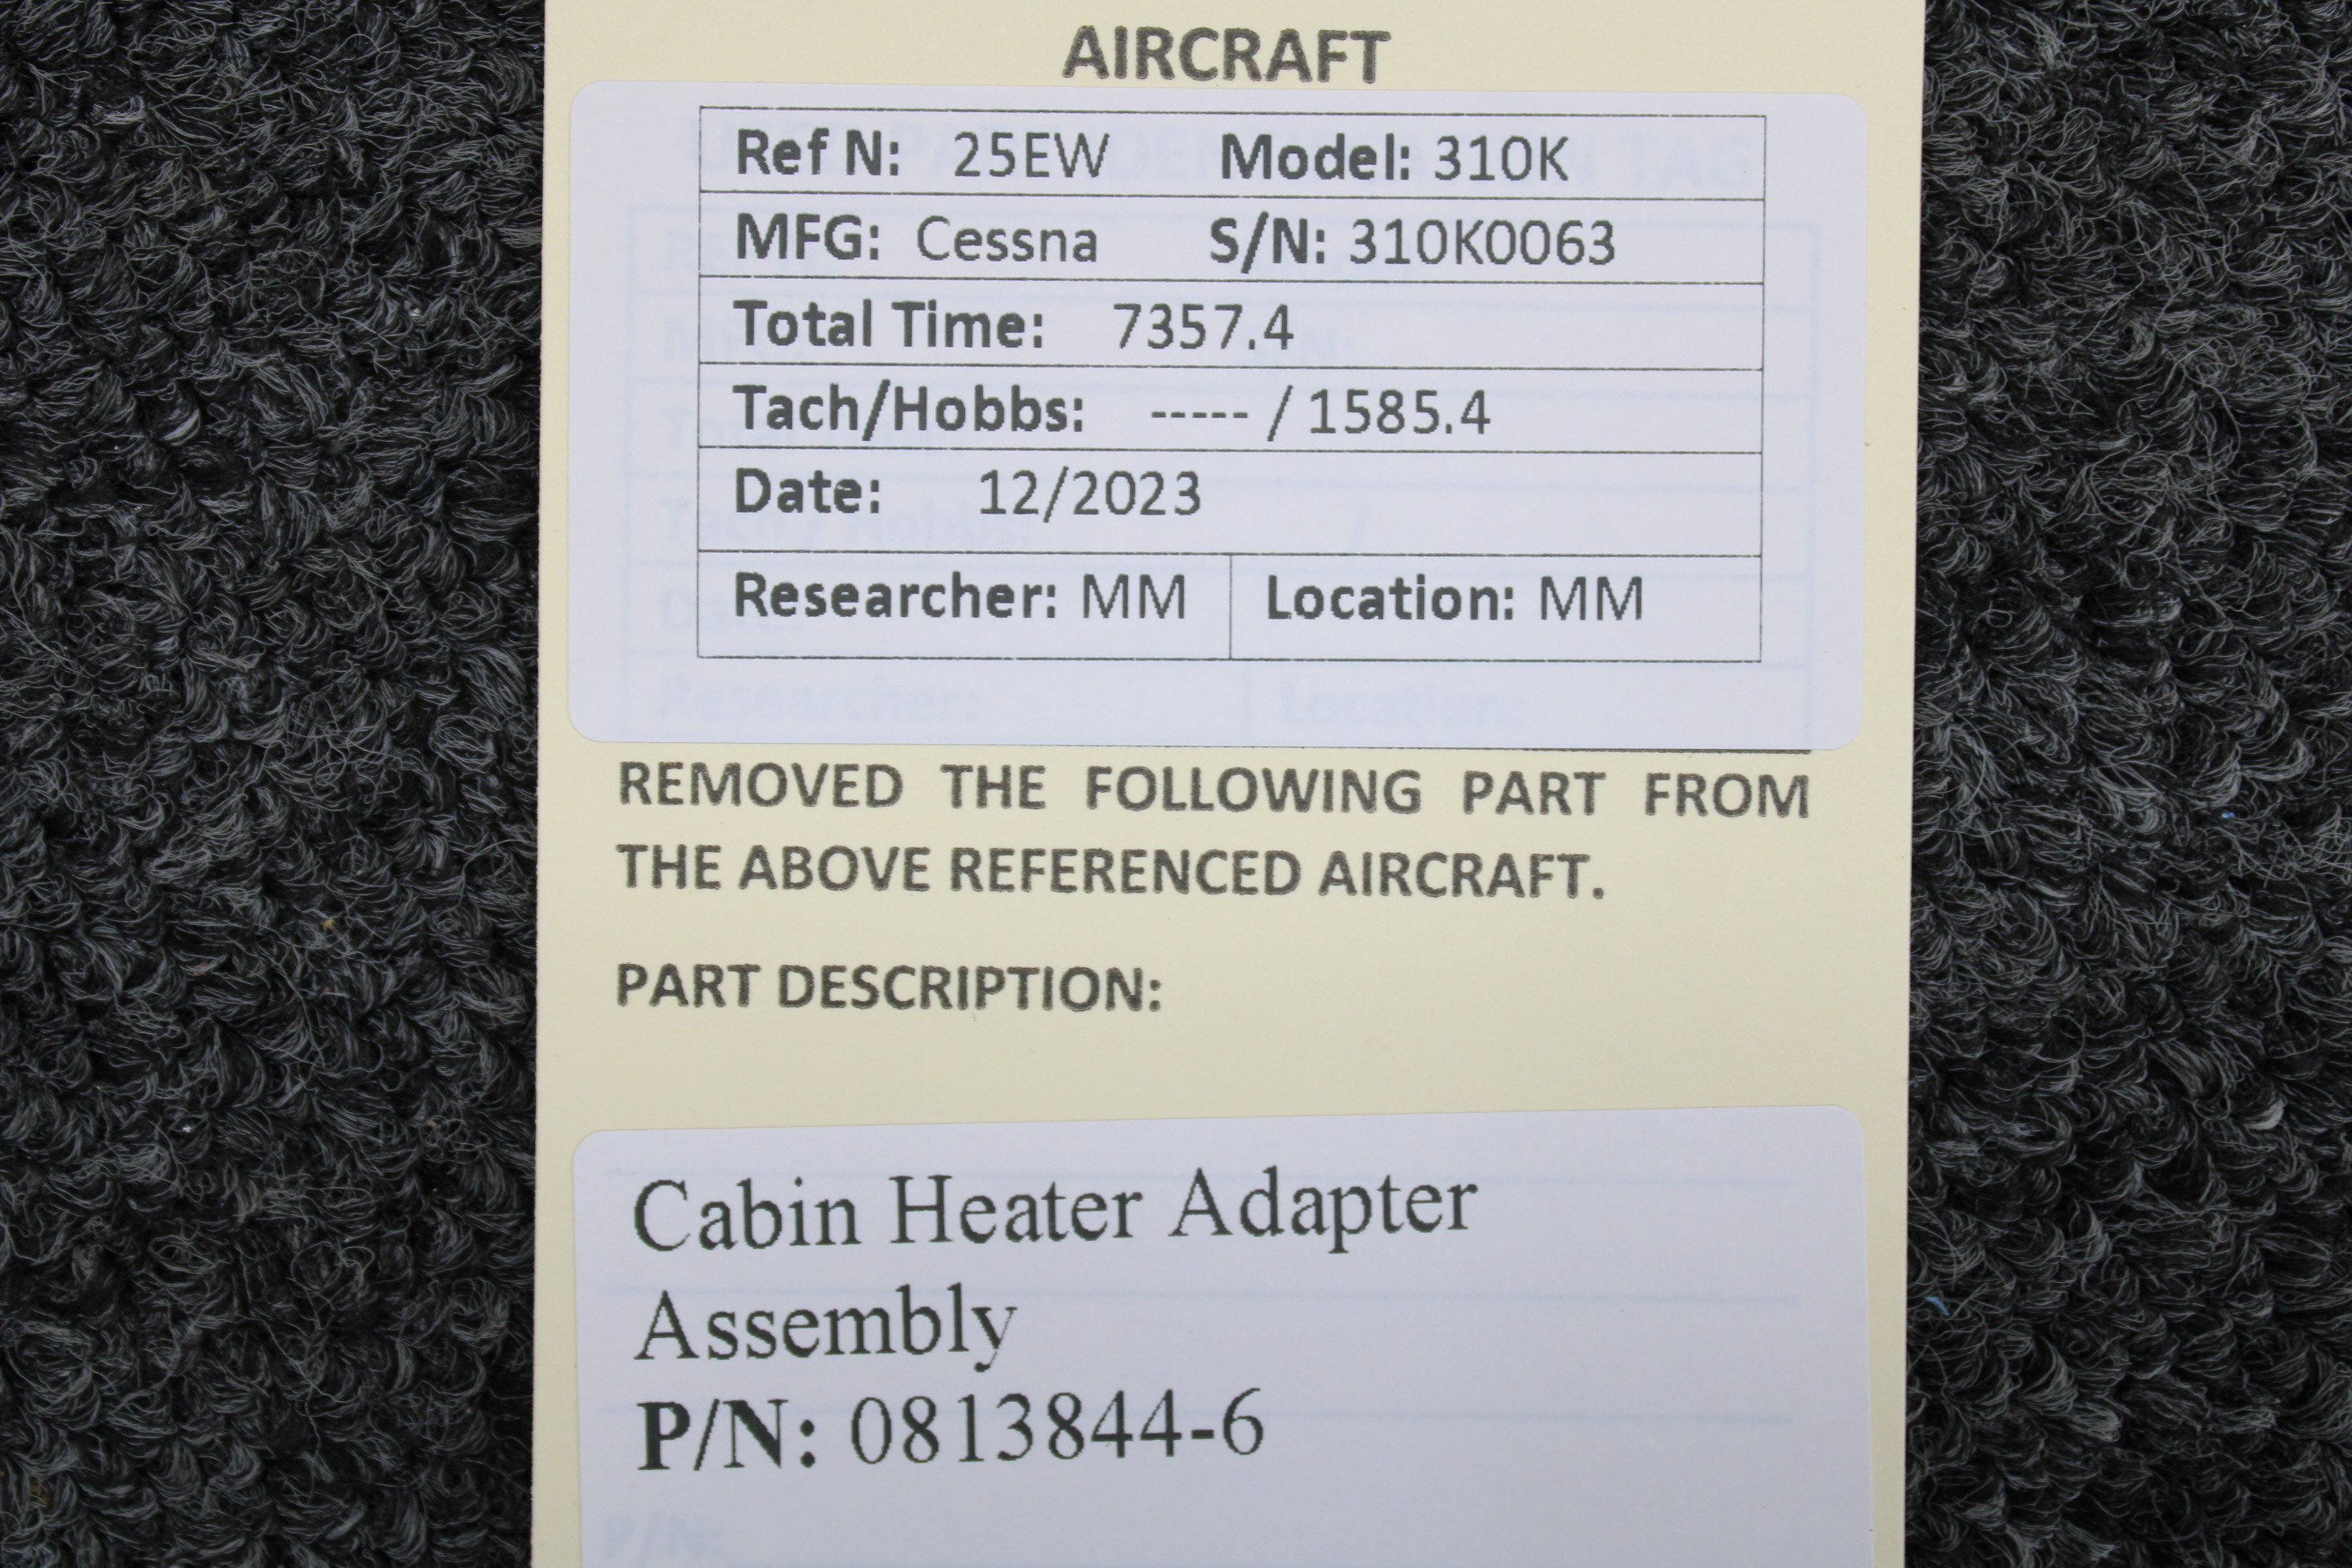 AIRCRAFT
Ref N: 25EW Model: 310K
MFG: Cessna S/N: 310K0063
Total Time: 7357.4
Tach/Hobbs: ----- / 1585.4
Date: 12/2023
Researcher: MM Location: MM
REMOVED THE FOLLOWING PART FROM
THE ABOVE REFERENCED AIRCRAFT.
PART DESCRIPTION:
Cabin Heater Adapter
Assembly
P/N: 0813844-6
P/N: